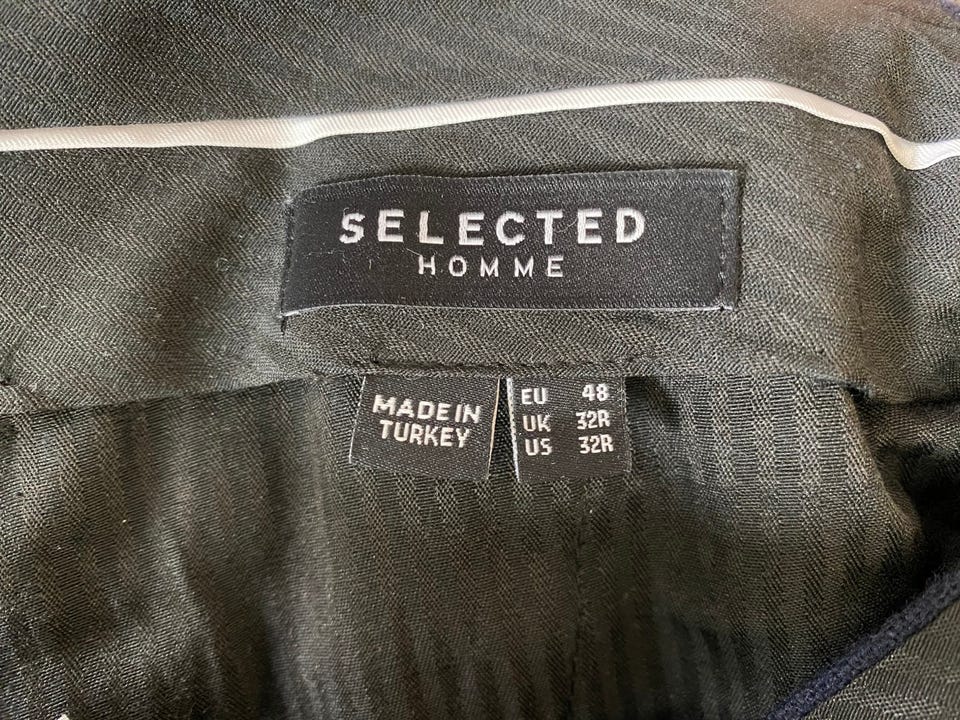 SELECTED
HOMME
MADE IN
TURKEY
EU 48
UK 32R
US 32R